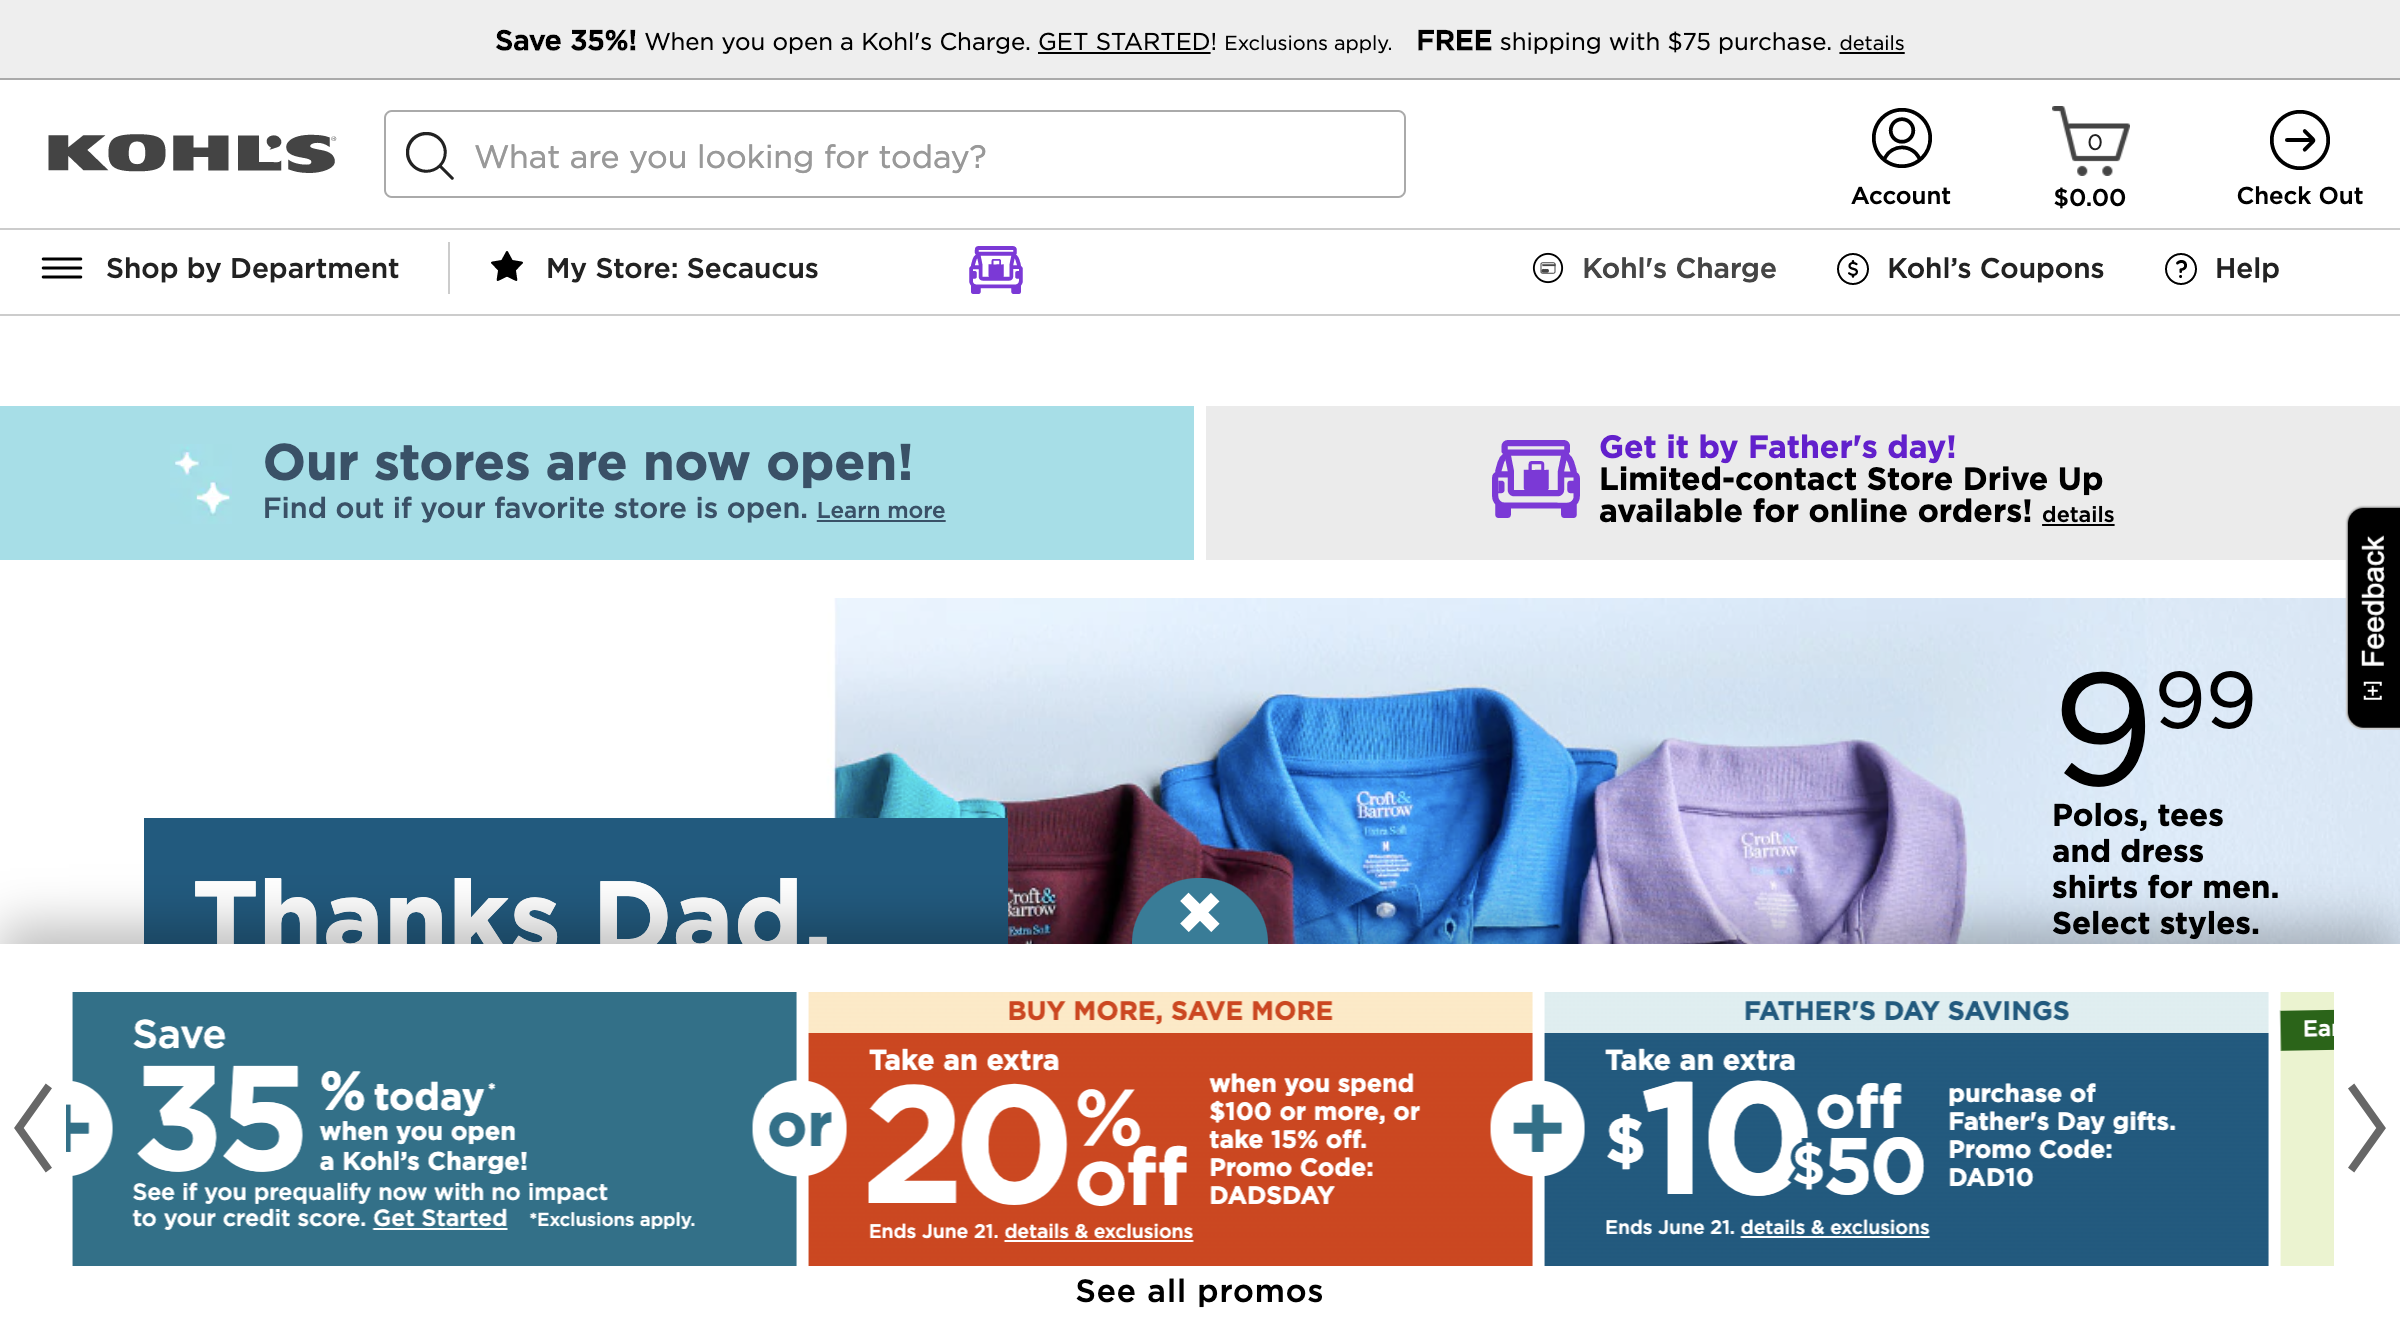 Save 35%! When you open a Kohl's Charge. GET STARTED! Exclusions apply. FREE shipping with $75 purchase. details
KOHL'S
What are you looking for today?
Account
0
$0.00
Check Out
Shop by Department
My Store: Secaucus
Kohl's Charge
$
Kohl's Coupons
?
Help
Our stores are now open!
Find out if your favorite store is open. Learn more
Get it by Father's day!
Limited-contact Store Drive Up
available for online orders! details
[+] Feedback
9 99
Polos, tees
and dress
shirts for men.
Select styles.
Croft&
Barrow
Extra Soft
M
Croft&
Barrow
Croft&
Barrow
Extra Soft
Thanks Dad.
+
Save
35% today*
when you open
a Kohl's Charge!
See if you prequalify now with no impact
to your credit score. Get Started *Exclusions apply.
or
BUY MORE, SAVE MORE
Take an extra
20% off
when you spend
$100 or more, or
take 15% off.
Promo Code:
DADSDAY
Ends June 21. details & exclusions
+
FATHER'S DAY SAVINGS
Take an extra
$10 off $50
purchase of
Father's Day gifts.
Promo Code:
DAD10
Ends June 21. details & exclusions
See all promos